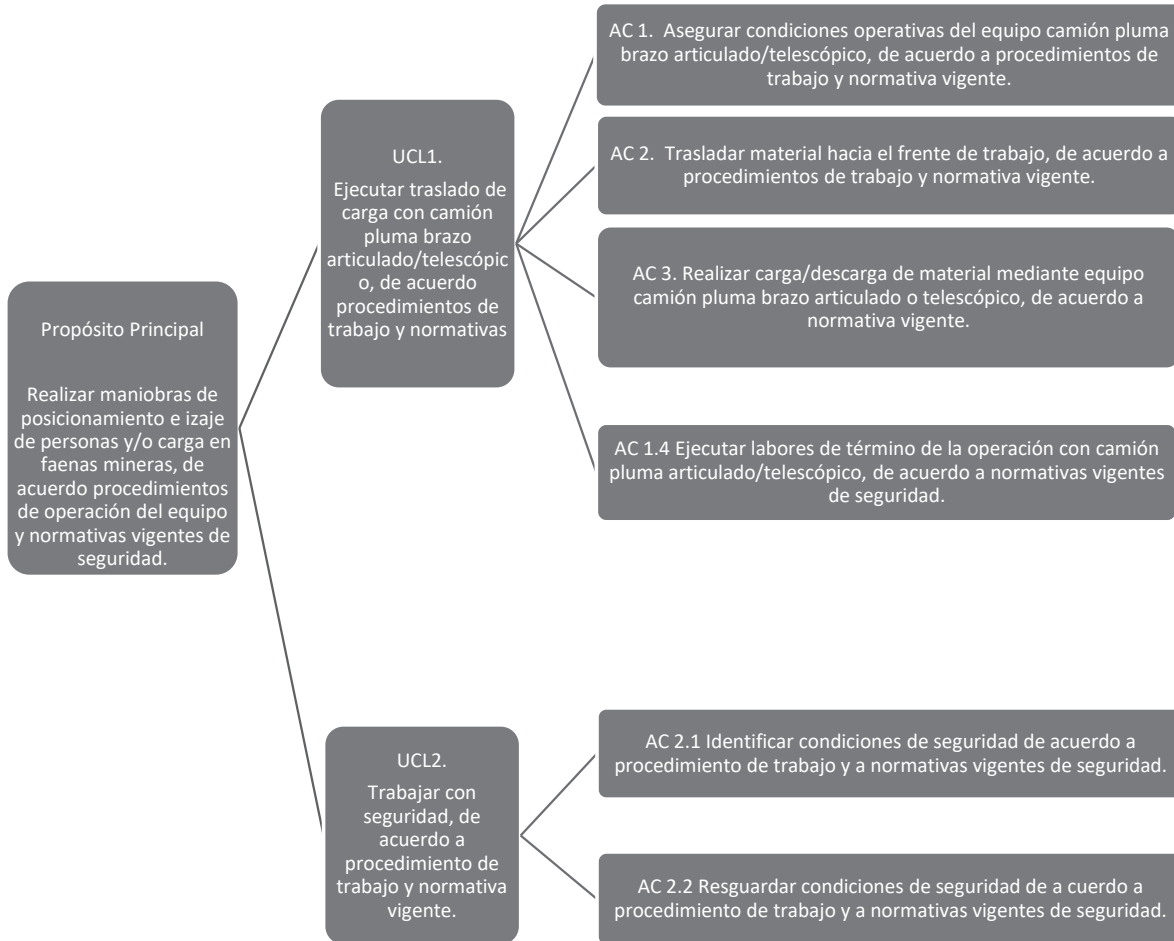 Propósito Principal
Realizar maniobras de
posicionamiento e izaje
de personas y/o carga en
faenas mineras, de
acuerdo procedimientos
de operación del equipo
y normativas vigentes de
seguridad.
UCL1.
Ejecutar traslado de
carga con camión
pluma brazo
articulado/telescópic
o, de acuerdo
procedimientos de
trabajo y normativas
AC 1.  Asegurar condiciones operativas del equipo camión pluma
brazo articulado/telescópico, de acuerdo a procedimientos de
trabajo y normativa vigente.
AC 2.  Trasladar material hacia el frente de trabajo, de acuerdo a
procedimientos de trabajo y normativa vigente.
AC 3. Realizar carga/descarga de material mediante equipo
camión pluma brazo articulado o telescópico, de acuerdo a
normativa vigente.
AC 1.4 Ejecutar labores de término de la operación con camión
pluma articulado/telescópico, de acuerdo a normativas vigentes
de seguridad.
UCL2.
Trabajar con
seguridad, de
acuerdo a
procedimiento de
trabajo y normativa
vigente.
AC 2.1 Identificar condiciones de seguridad de acuerdo a
procedimiento de trabajo y a normativas vigentes de seguridad.
AC 2.2 Resguardar condiciones de seguridad de a cuerdo a
procedimiento de trabajo y a normativas vigentes de seguridad.